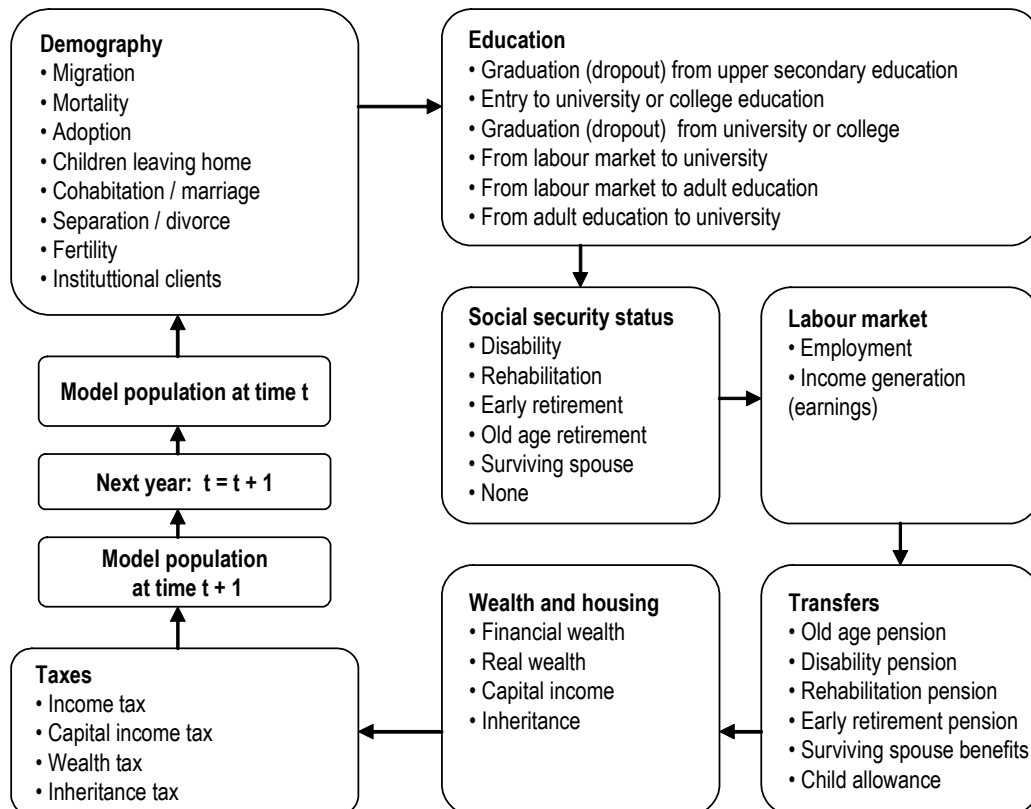 Demography
• Migration
• Mortality
• Adoption
• Children leaving home
• Cohabitation / marriage
• Separation / divorce
• Fertility
• Instituttional clients
Education
• Graduation (dropout) from upper secondary education
• Entry to university or college education
• Graduation (dropout) from university or college
• From labour market to university
• From labour market to adult education
• From adult education to university
Social security status
• Disability
• Rehabilitation
• Early retirement
• Old age retirement
• Surviving spouse
• None
Labour market
• Employment
• Income generation
(earnings)
Transfers
• Old age pension
• Disability pension
• Rehabilitation pension
• Early retirement pension
• Surviving spouse benefits
• Child allowance
Wealth and housing
• Financial wealth
• Real wealth
• Capital income
• Inheritance
Taxes
• Income tax
• Capital income tax
• Wealth tax
• Inheritance tax
Model population
at time t + 1
Next year: t = t + 1
Model population at time t